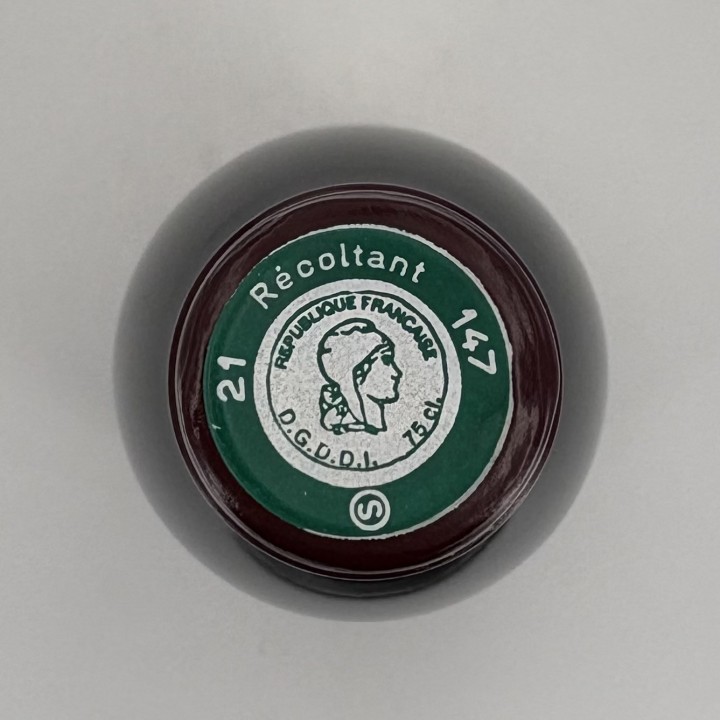 Récoltant
21
147
REPUBLIQUE FRANCAISE
D.G.D.D.I.
75 cl.
S